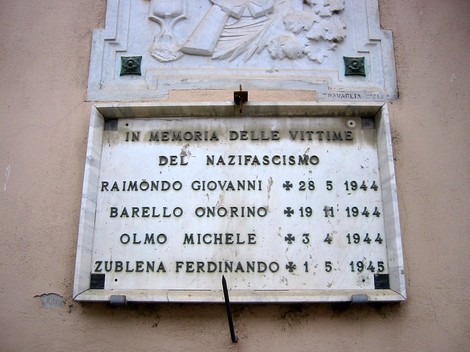 IN MEMORIA DELLE VITTIME
DEL NAZIFASCISMO
RAIMONDO GIOVANNI ✠ 28 5 1944
BARELLO ONORINO ✠ 19 11 1944
OLMO MICHELE ✠ 3 4 1944
ZUBLENA FERDINANDO ✠ 1 5 1945